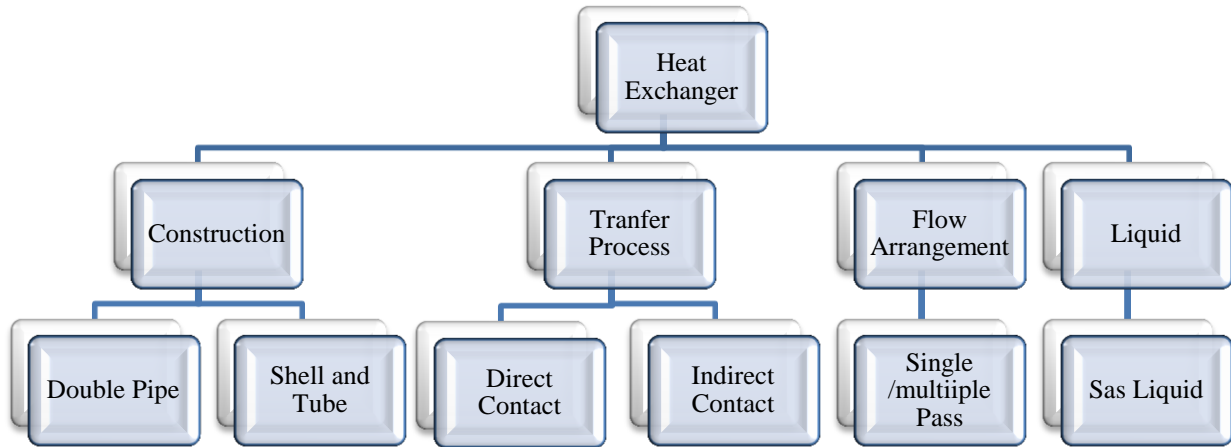 Heat
Exchanger
Construction
Tranfer
Process
Flow
Arrangement
Liquid
Double Pipe
Shell and
Tube
Direct
Contact
Indirect
Contact
Single
/multiiple
Pass
Sas Liquid